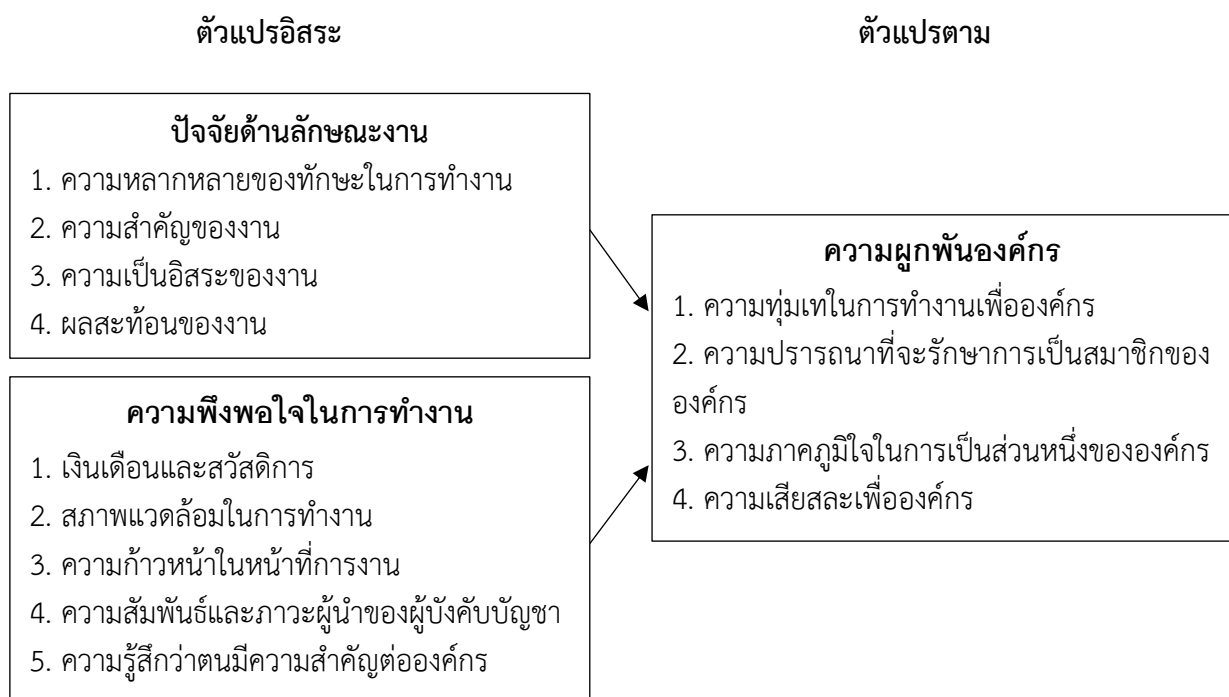 ตัวแปรอิสระ
ตัวแปรตาม
ปัจจัยด้านลักษณะงาน
1. ความหลากหลายของทักษะในการทำงาน
2. ความสำคัญของงาน
3. ความเป็นอิสระของงาน
4. ผลสะท้อนของงาน
ความพึงพอใจในการทำงาน
1. เงินเดือนและสวัสดิการ
2. สภาพแวดล้อมในการทำงาน
3. ความก้าวหน้าในหน้าที่การงาน
4. ความสัมพันธ์และภาวะผู้นำของผู้บังคับบัญชา
5. ความรู้สึกว่าตนมีความสำคัญต่อองค์กร
ความผูกพันองค์กร
1. ความทุ่มเทในการทำงานเพื่อองค์กร
2. ความปรารถนาที่จะรักษาการเป็นสมาชิกของ
องค์กร
3. ความภาคภูมิใจในการเป็นส่วนหนึ่งขององค์กร
4. ความเสียสละเพื่อองค์กร